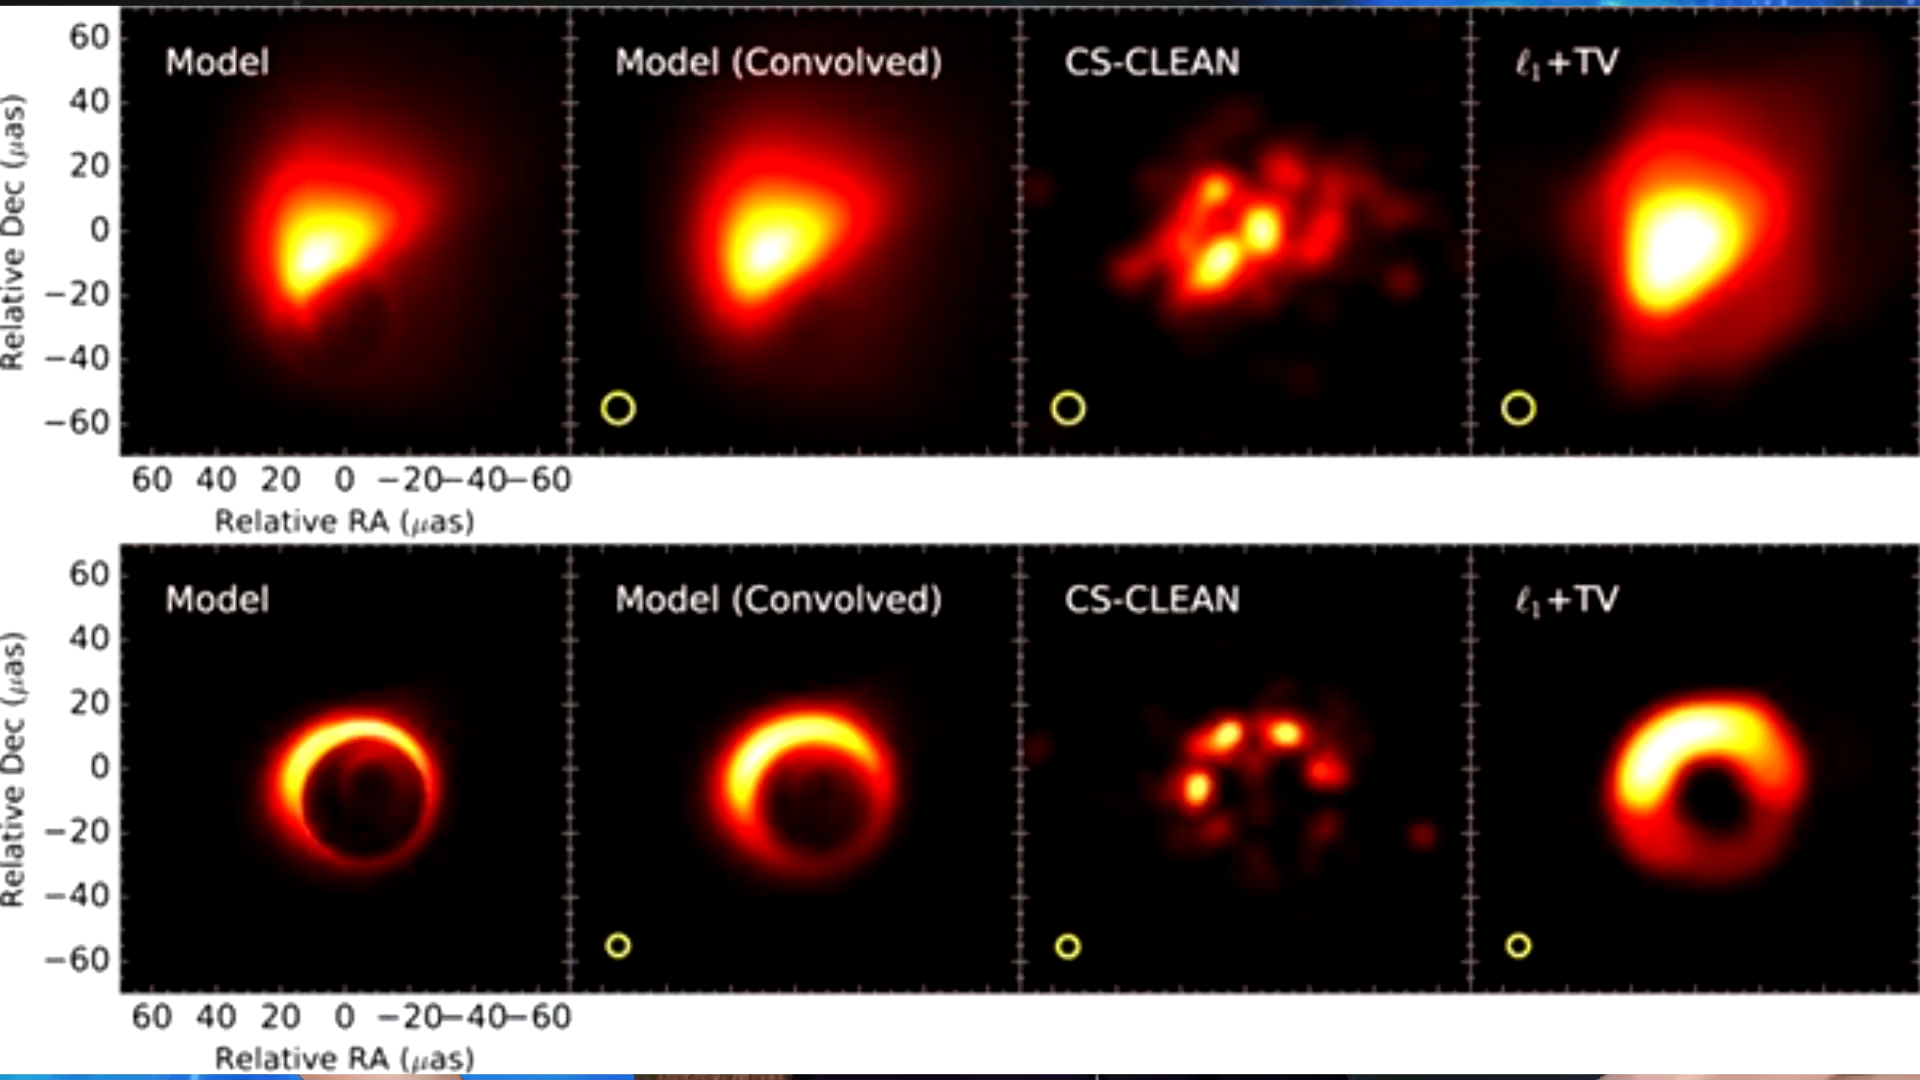 Model
Model (Convolved)
CS-CLEAN
ℓ₁+TV
Relative Dec (μas)
60
40
20
0
−20
−40
−60
60 40 20 0 −20−40−60
Relative RA (μas)
Model
Model (Convolved)
CS-CLEAN
ℓ₁+TV
Relative Dec (μas)
60
40
20
0
−20
−40
−60
60 40 20 0 −20−40−60
Relative RA (μas)